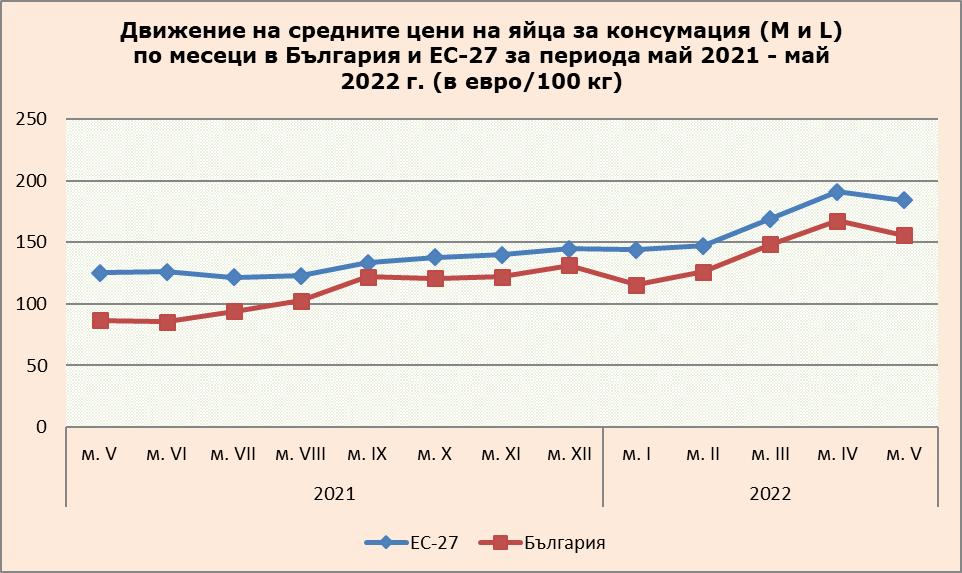 Движение на средните цени на яйца за консумация (M и L)
по месеци в България и ЕС-27 за периода май 2021 - май
2022 г. (в евро/100 кг)
250
200
150
100
50
0
м. V м. VI м. VII м. VIII м. IX м. X м. XI м. XII м. I м. II м. III м. IV м. V
2021 2022
ЕС-27 България